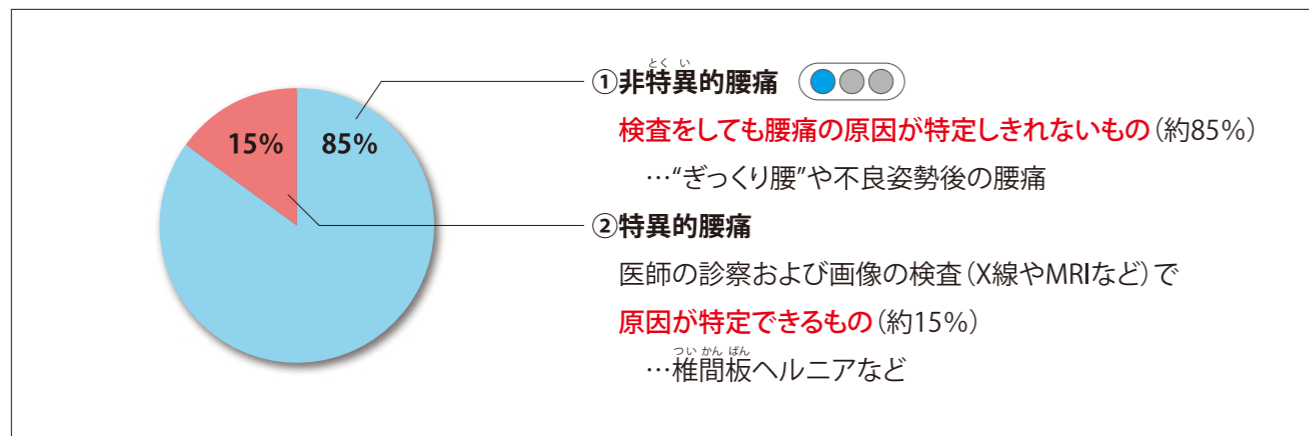 15%
85%
①非特異的腰痛
とくい
検査をしても腰痛の原因が特定しきれないもの（約85%）
…“ぎっくり腰”や不良姿勢後の腰痛
②特異的腰痛
医師の診察および画像の検査（X線やMRIなど）で
原因が特定できるもの（約15%）
ついかんばん
…椎間板ヘルニアなど